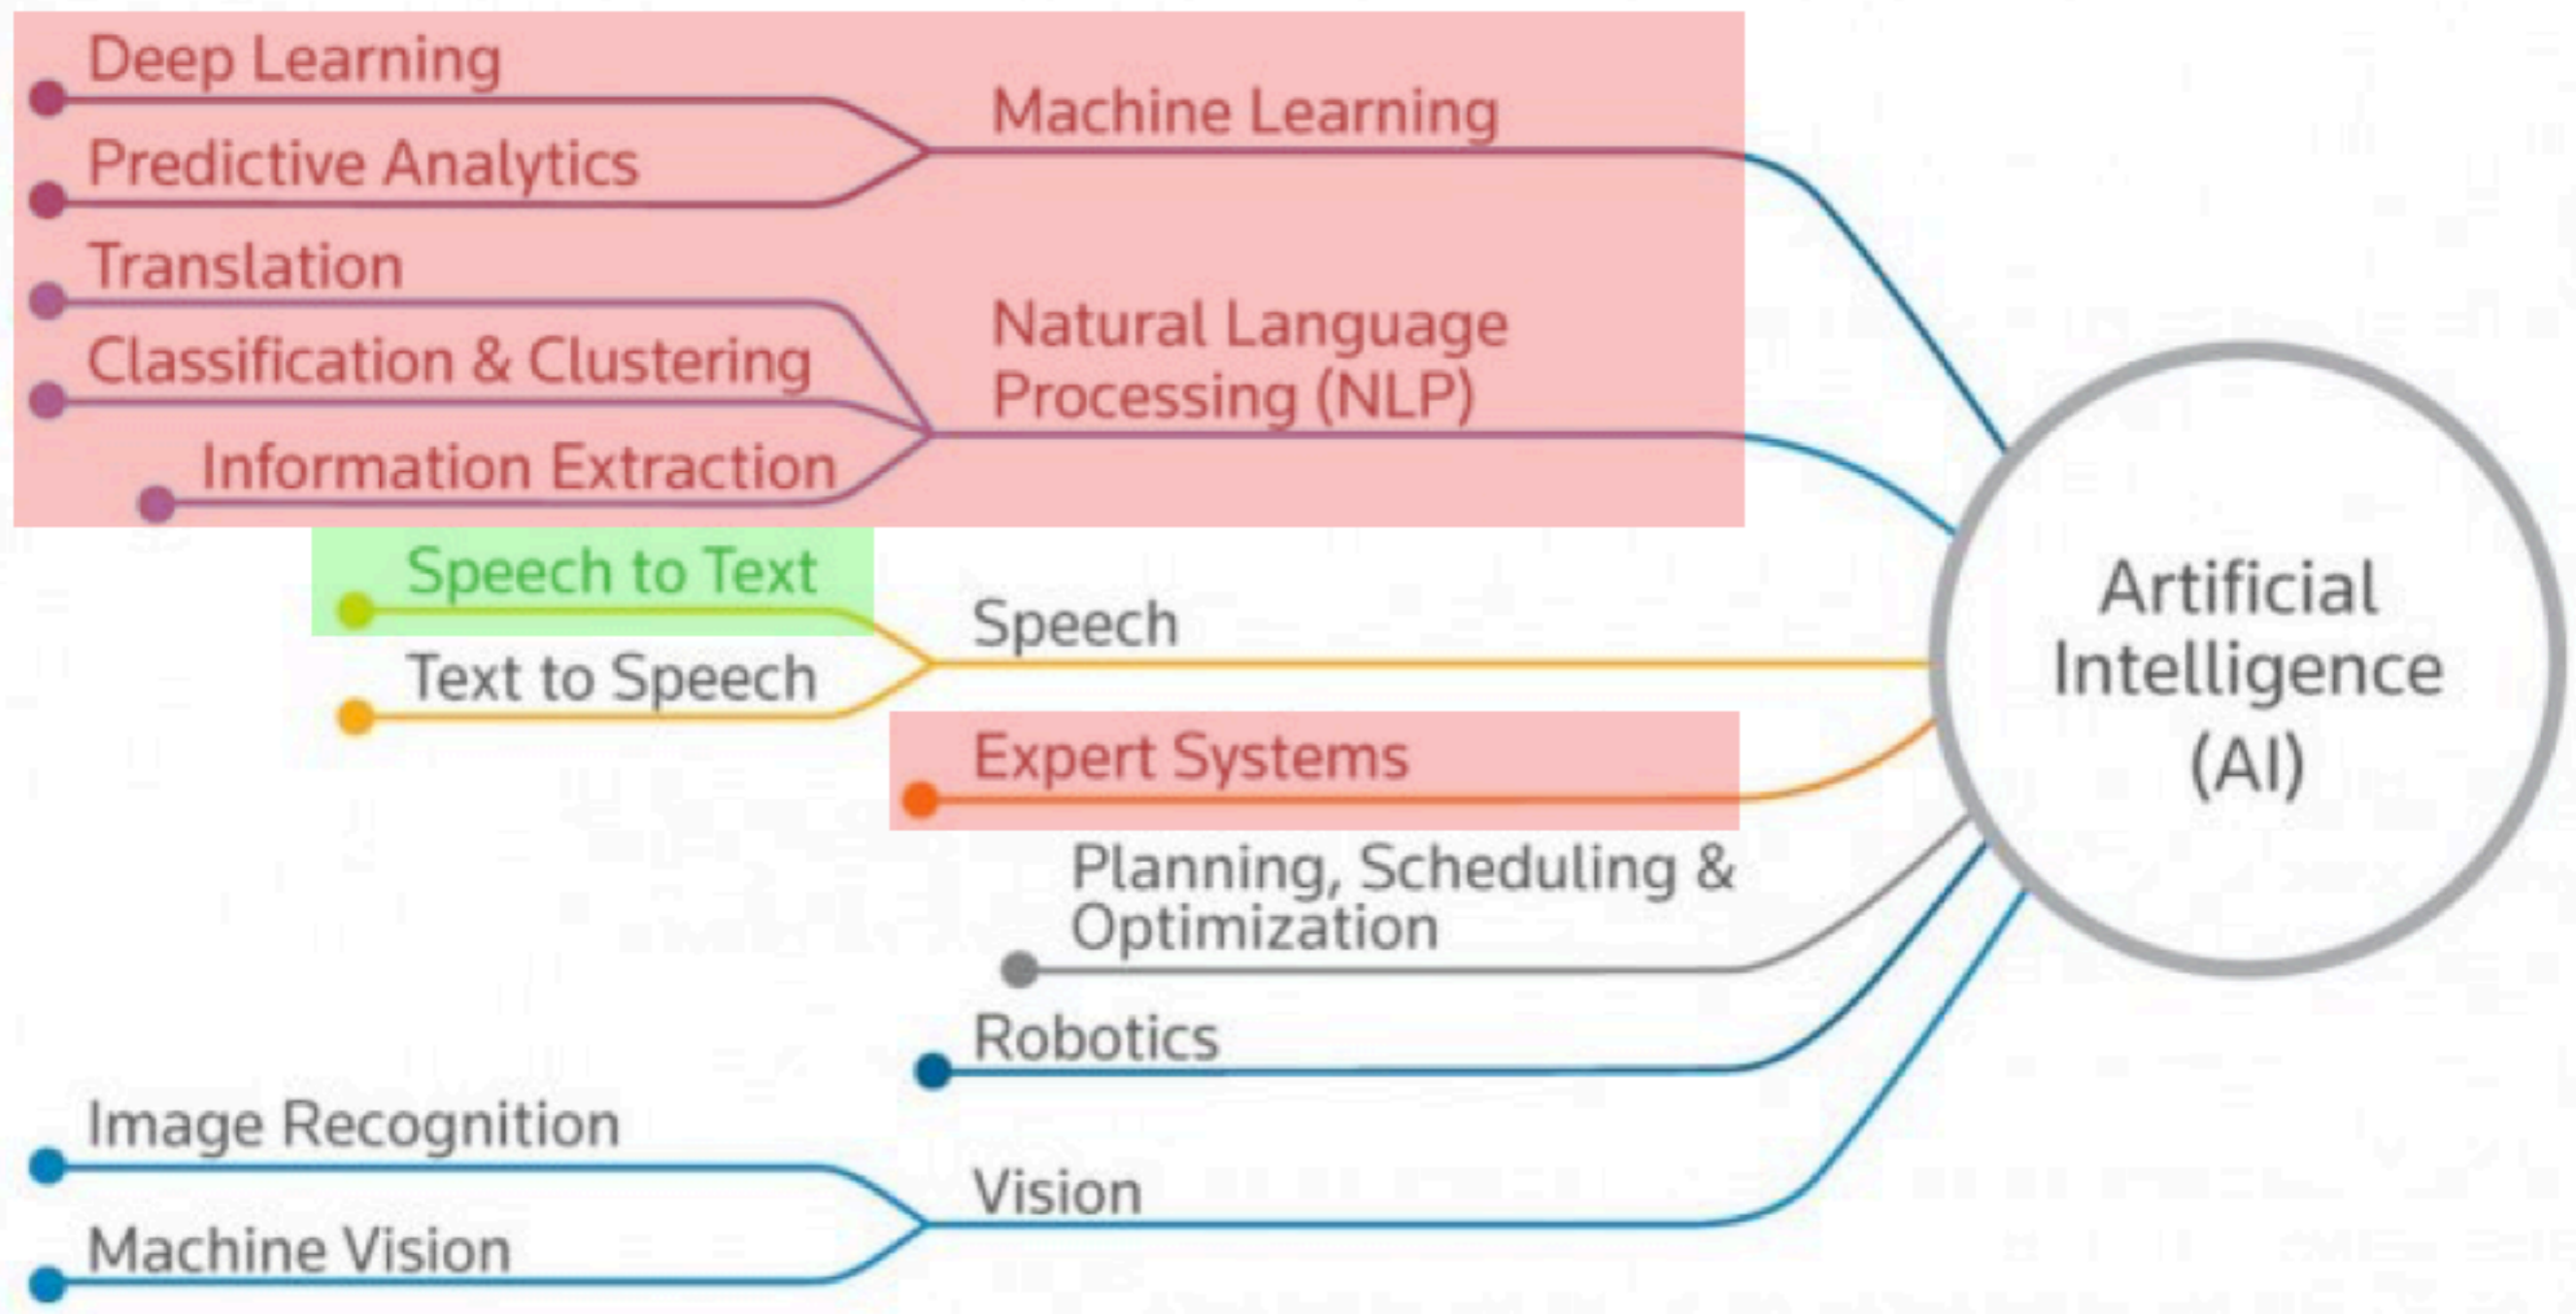 Deep Learning
Predictive Analytics
Machine Learning
Translation
Classification & Clustering
Information Extraction
Natural Language
Processing (NLP)
Speech to Text
Text to Speech
Speech
Expert Systems
Planning, Scheduling &
Optimization
Robotics
Image Recognition
Machine Vision
Vision
Artificial
Intelligence
(AI)